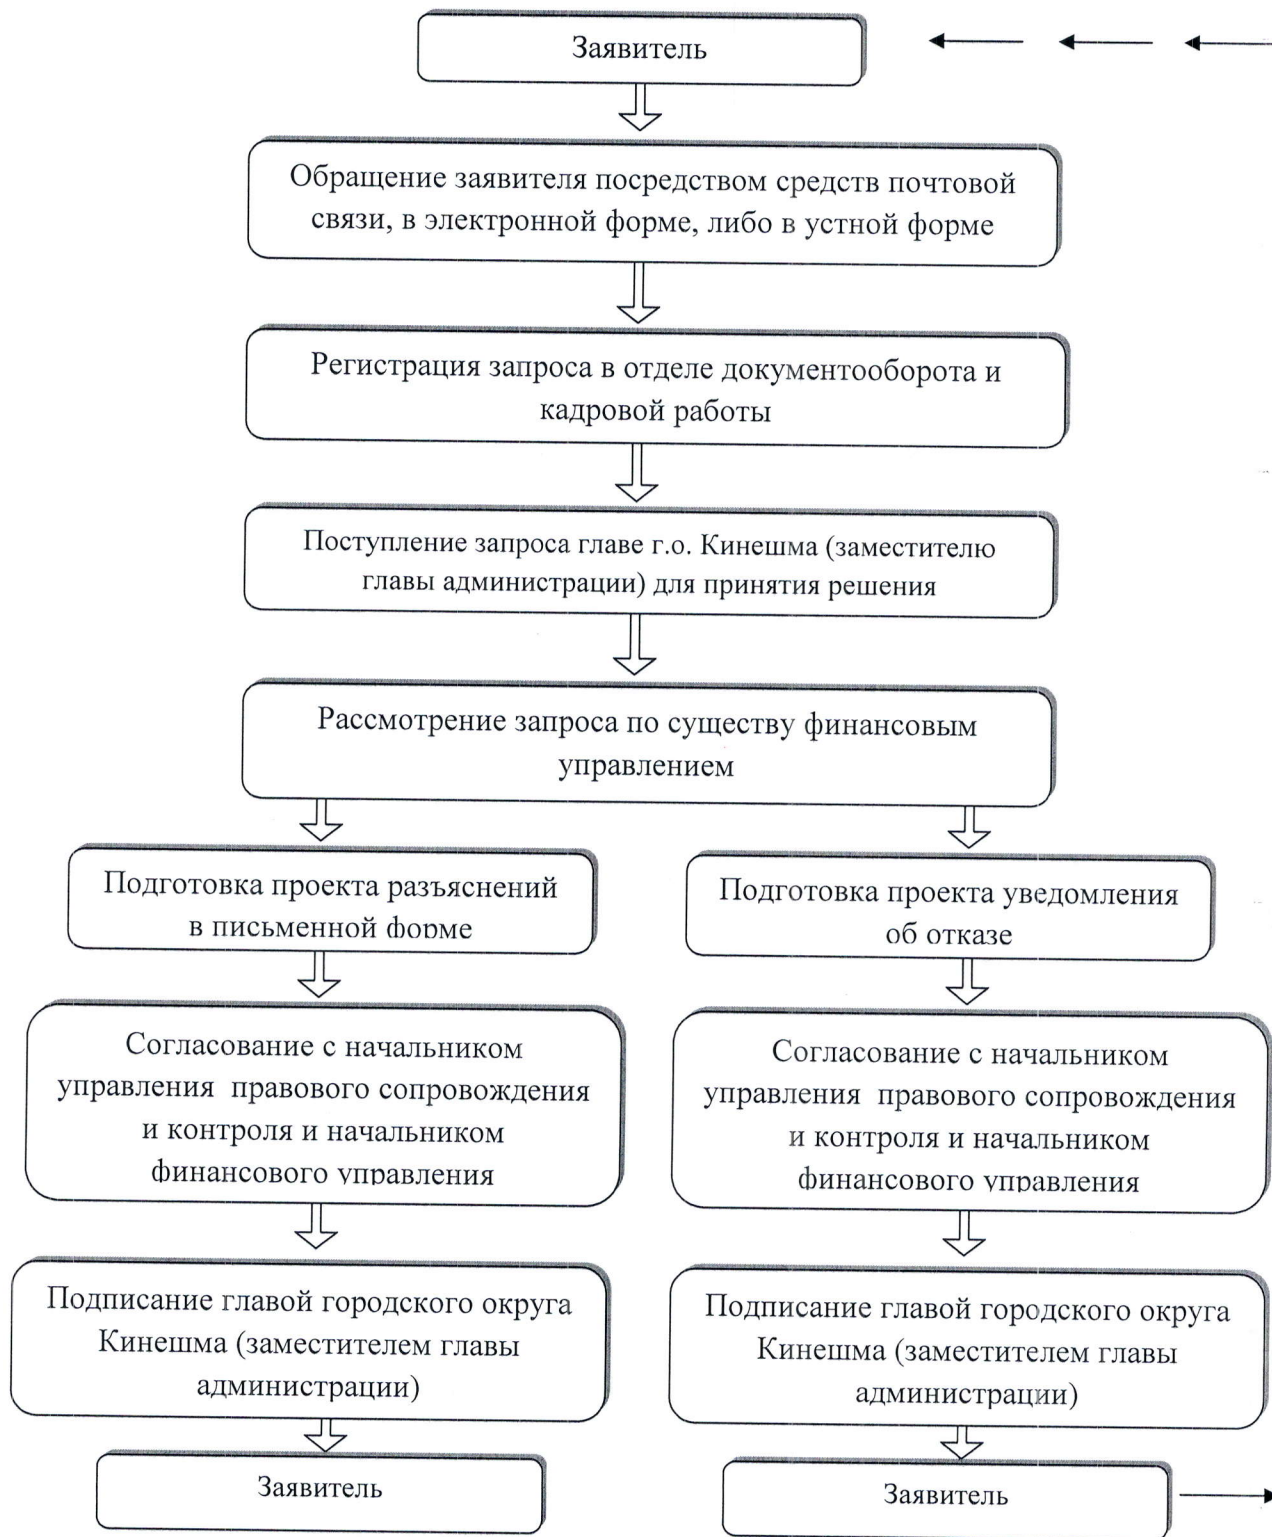 Заявитель
Обращение заявителя посредством средств почтовой
связи, в электронной форме, либо в устной форме
Регистрация запроса в отделе документооборота и
кадровой работы
Поступление запроса главе г.о. Кинешма (заместителю
главы администрации) для принятия решения
Рассмотрение запроса по существу финансовым
управлением
Подготовка проекта разъяснений
в письменной форме
Подготовка проекта уведомления
об отказе
Согласование с начальником
управления правового сопровождения
и контроля и начальником
финансового управления
Согласование с начальником
управления правового сопровождения
и контроля и начальником
финансового управления
Подписание главой городского округа
Кинешма (заместителем главы
администрации)
Подписание главой городского округа
Кинешма (заместителем главы
администрации)
Заявитель
Заявитель